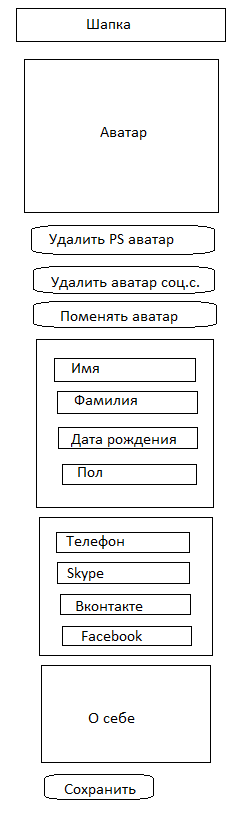 Шапка
Аватар
Удалить PS аватар
Удалить аватар соц.с.
Поменять аватар
Имя
Фамилия
Дата рождения
Пол
Телефон
Skype
Вконтакте
Facebook
О себе
Сохранить